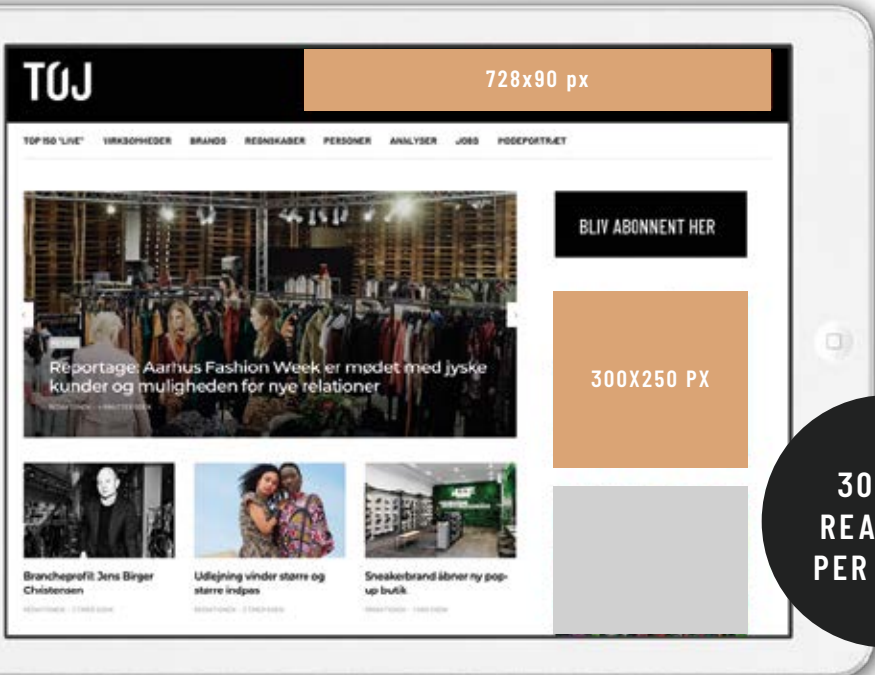 TØJ
728x90 px
TOP 150 "LIVE" VIRKSOMHEDER BRANDS REGNSKABER PERSONER ANALYSER JOBS MODEPORTRÆT
BLIV ABONNENT HER
Reportage: Aarhus Fashion Week er mødet med jyske
kunder og muligheden for nye relationer
300X250 PX
30
REA
PER
Brancheprofil: Jens Birger
Christensen
Udlejning vinder større og
større indpas
Sneakerbrand åbner ny pop-
up butik